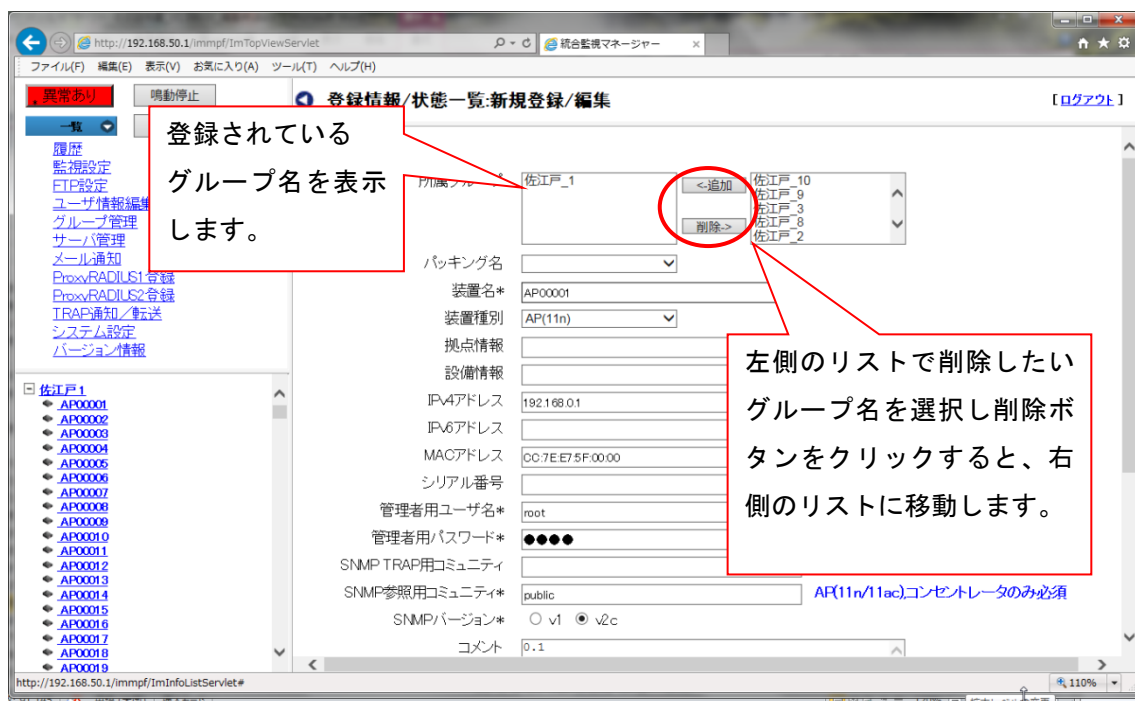 http://192.168.50.1/immpf/ImTopViewServlet
統合監視マネージャー
ファイル(F) 編集(E) 表示(V) お気に入り(A) ツール(T) ヘルプ(H)
異常あり
鳴動停止
登録情報/状態一覧:新規登録/編集
[ログアウト]
一覧
履歴
監視設定
FTP設定
ユーザ情報編集
グループ管理
サーバ管理
メール通知
ProxyRADIUS1登録
ProxyRADIUS2登録
TRAP通知/転送
システム設定
バージョン情報
登録されている
グループ名を表示
します。
所属グループ
佐江戸_1
<-追加
削除->
佐江戸_10
佐江戸_9
佐江戸_3
佐江戸_8
佐江戸_2
パッキング名
装置名*
AP00001
装置種別
AP(11n)
拠点情報
設備情報
IPv4アドレス
192.168.0.1
IPv6アドレス
MACアドレス
CC:7E:E7:5F:00:00
シリアル番号
管理者用ユーザ名*
root
管理者用パスワード*
●●●●
SNMP TRAP用コミュニティ
SNMP参照用コミュニティ*
public
AP(11n/11ac),コンセントレータのみ必須
SNMPバージョン*
v1
v2c
コメント
0.1
左側のリストで削除したい
グループ名を選択し削除ボ
タンをクリックすると、右
側のリストに移動します。
佐江戸1
AP00001
AP00002
AP00003
AP00004
AP00005
AP00006
AP00007
AP00008
AP00009
AP00010
AP00011
AP00012
AP00013
AP00014
AP00015
AP00016
AP00017
AP00018
AP00019
http://192.168.50.1/immpf/ImInfoListServlet#
110%